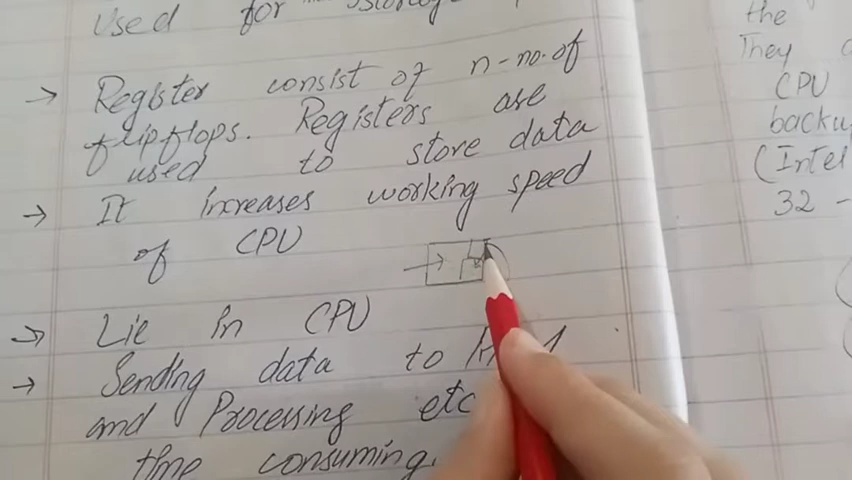 Used for
→ Register consist of n-no. of
flipflops. Registers are
used to store data
→ It increases working speed
of CPU
→ Lie in CPU
→ Sending data to
and Processing etc
time consuming.
the
They
CPU
backu
(Intel
32 -